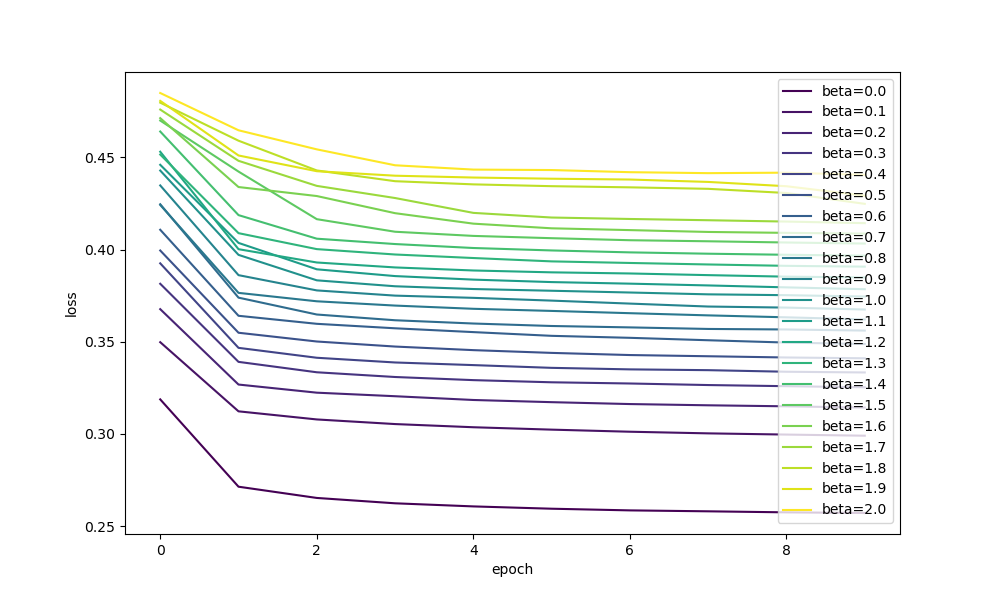 loss
0.45
0.40
0.35
0.30
0.25
0
2
4
6
8
epoch
beta=0.0
beta=0.1
beta=0.2
beta=0.3
beta=0.4
beta=0.5
beta=0.6
beta=0.7
beta=0.8
beta=0.9
beta=1.0
beta=1.1
beta=1.2
beta=1.3
beta=1.4
beta=1.5
beta=1.6
beta=1.7
beta=1.8
beta=1.9
beta=2.0